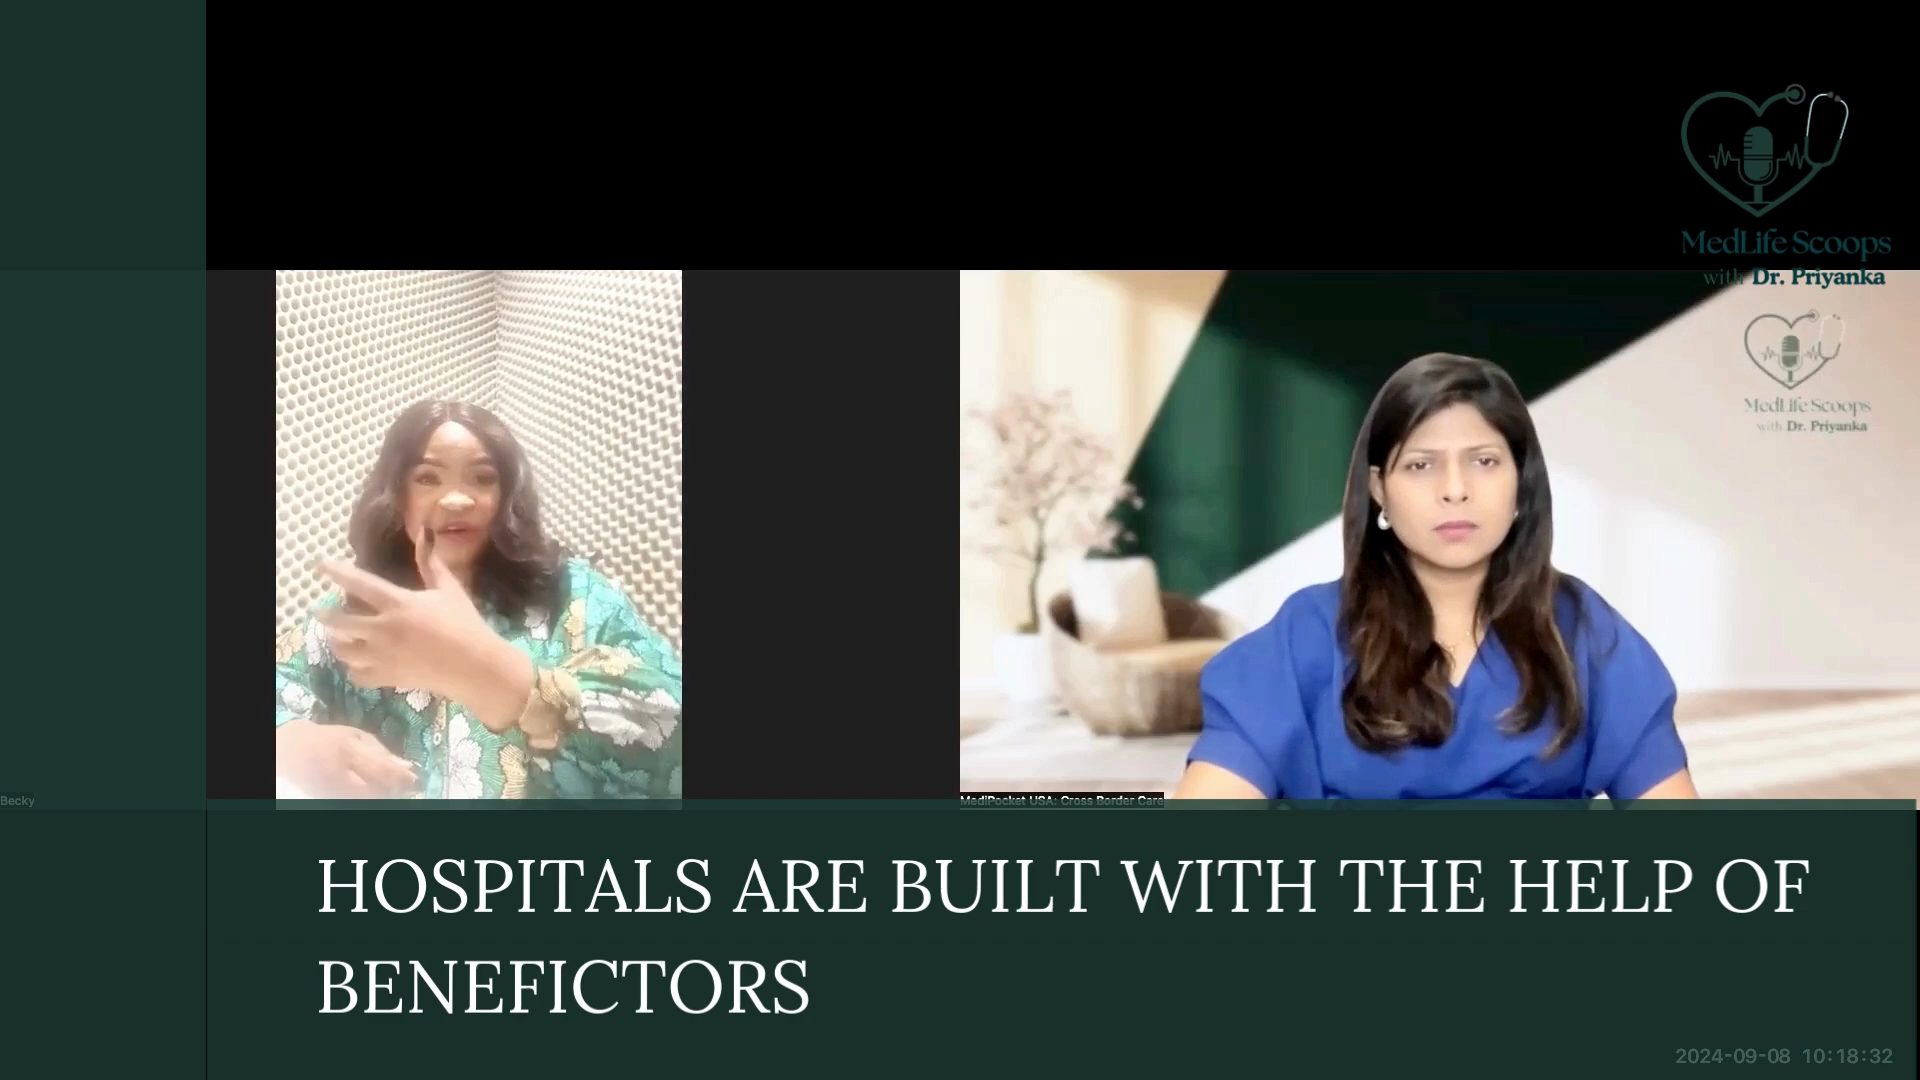 MedLife Scoops
with Dr. Priyanka
MedLife Scoops
with Dr. Priyanka
Becky
MediPocket USA: Cross Border Care
HOSPITALS ARE BUILT WITH THE HELP OF
BENEFICTORS
2024-09-08 10:18:32